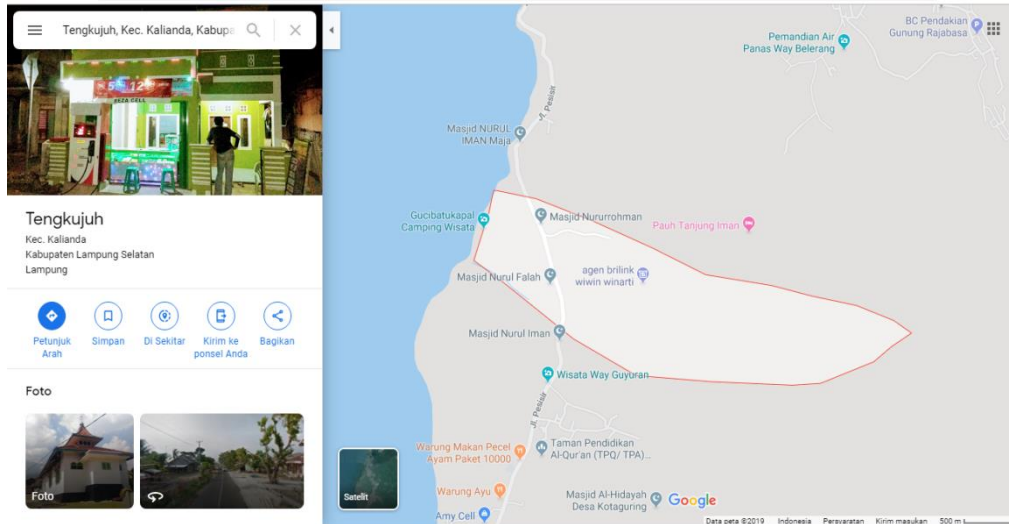 Tengkujuh, Kec. Kalianda, Kabupa
5 12
REZA CELL
Tengkujuh
Kec. Kalianda
Kabupaten Lampung Selatan
Lampung
Petunjuk
Arah
Simpan
Di Sekitar
Kirim ke
ponsel Anda
Bagikan
Foto
Foto
BC Pendakian
Gunung Rajabasa
Pemandian Air
Panas Way Belerang
Jl. Pesisir
Masjid NURUL
IMAN Maja
Gucibatukapal
Camping Wisata
Masjid Nururrohman
Pauh Tanjung Iman
Masjid Nurul Falah
agen brilink
wiwin winarti
Masjid Nurul Iman
Wisata Way Guyuran
Jl. Pesisir
Warung Makan Pecel
Ayam Paket 10000
Taman Pendidikan
Al-Qur'an (TPQ/ TPA)...
Warung Ayu
Masjid Al-Hidayah
Desa Kotaguring
Google
Amy Cell
Satelit
Data peta ©2019 Indonesia Persyaratan Kirim masukan 500 m